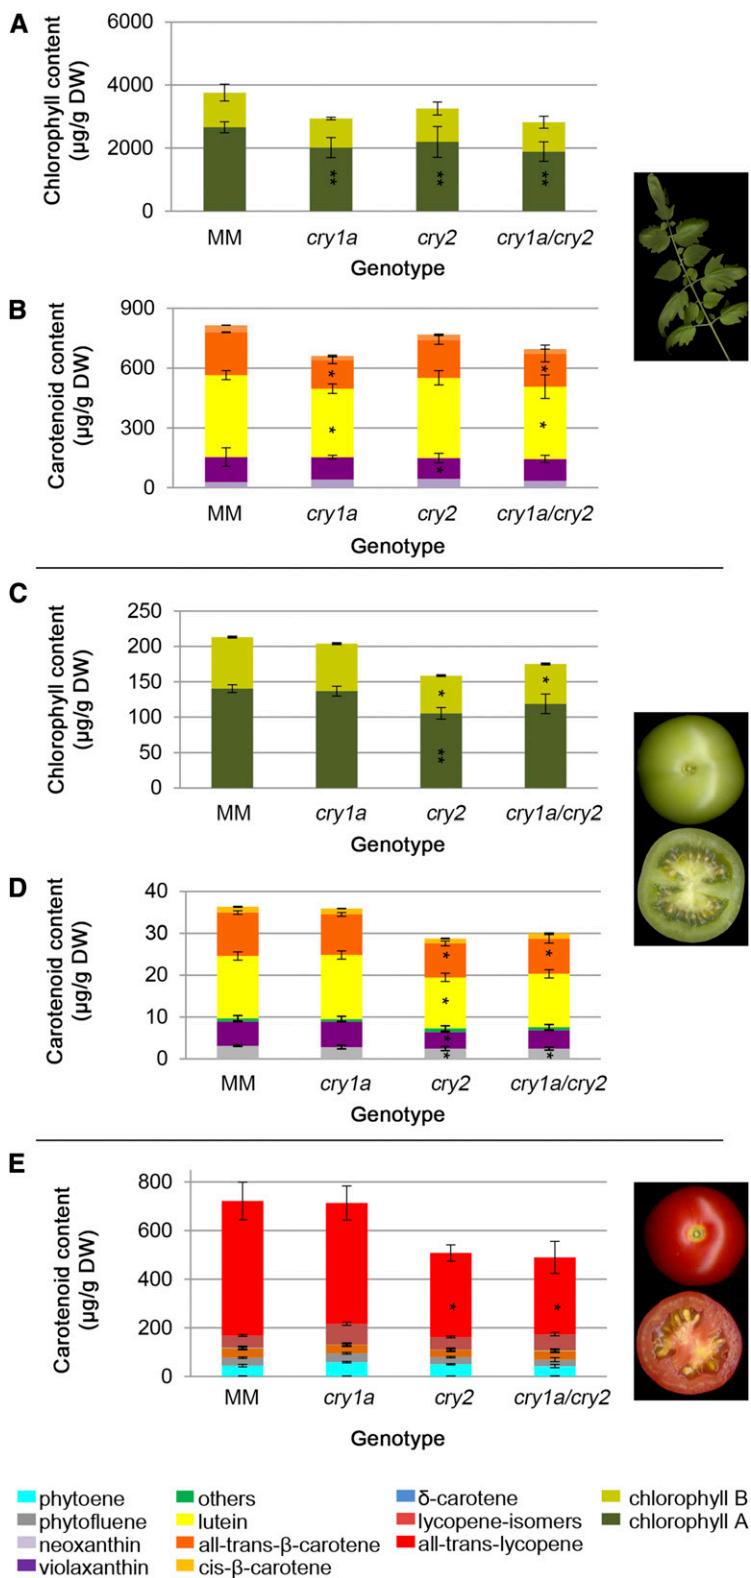 A
Chlorophyll content
(µg/g DW)
6000
4000
2000
0
**
**
**
MM cry1a cry2 cry1a/cry2
Genotype
B
Carotenoid content
(µg/g DW)
900
600
300
0
*
*
*
*
*
MM cry1a cry2 cry1a/cry2
Genotype
C
Chlorophyll content
(µg/g DW)
250
200
150
100
50
0
*
*
**
MM cry1a cry2 cry1a/cry2
Genotype
D
Carotenoid content
(µg/g DW)
40
30
20
10
0
*
*
*
*
*
*
MM cry1a cry2 cry1a/cry2
Genotype
E
Carotenoid content
(µg/g DW)
800
600
400
200
0
*
*
MM cry1a cry2 cry1a/cry2
Genotype
phytoene others δ-carotene chlorophyll B
phytofluene lutein lycopene-isomers chlorophyll A
neoxanthin all-trans-β-carotene all-trans-lycopene
violaxanthin cis-β-carotene